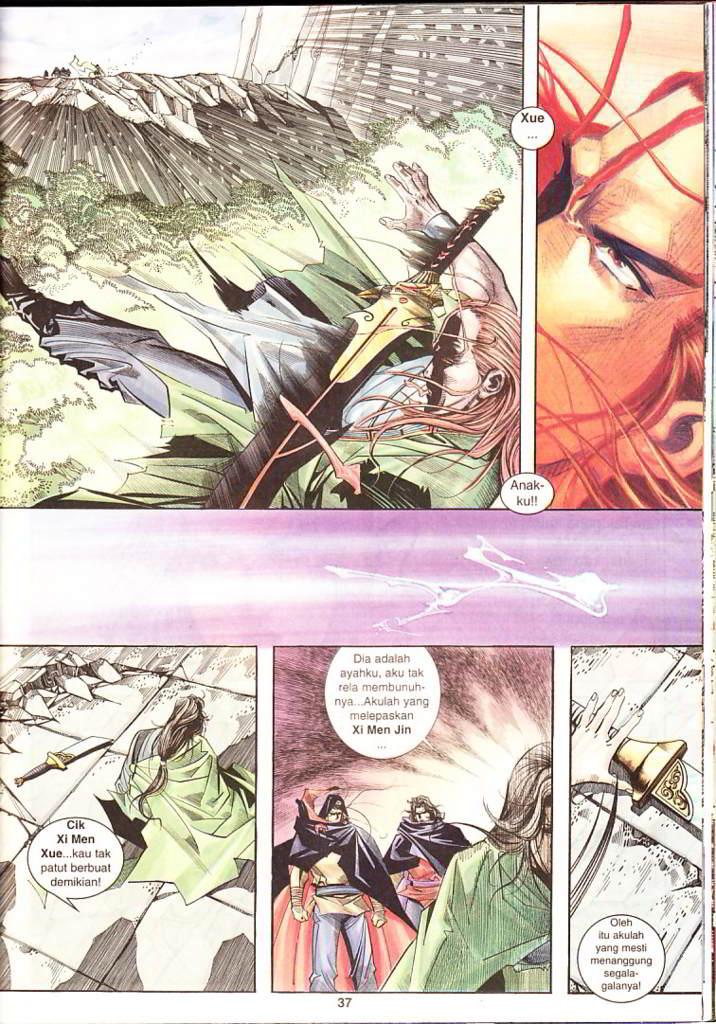 Xue
...
Anak-
ku!!
Cik
Xi Men
Xue...kau tak
patut berbuat
demikian!
Dia adalah
ayahku, aku tak
rela membunuh-
nya...Akulah yang
melepaskan
Xi Men Jin
...
Oleh
itu akulah
yang mesti
menanggung
segala-
galanya!
37